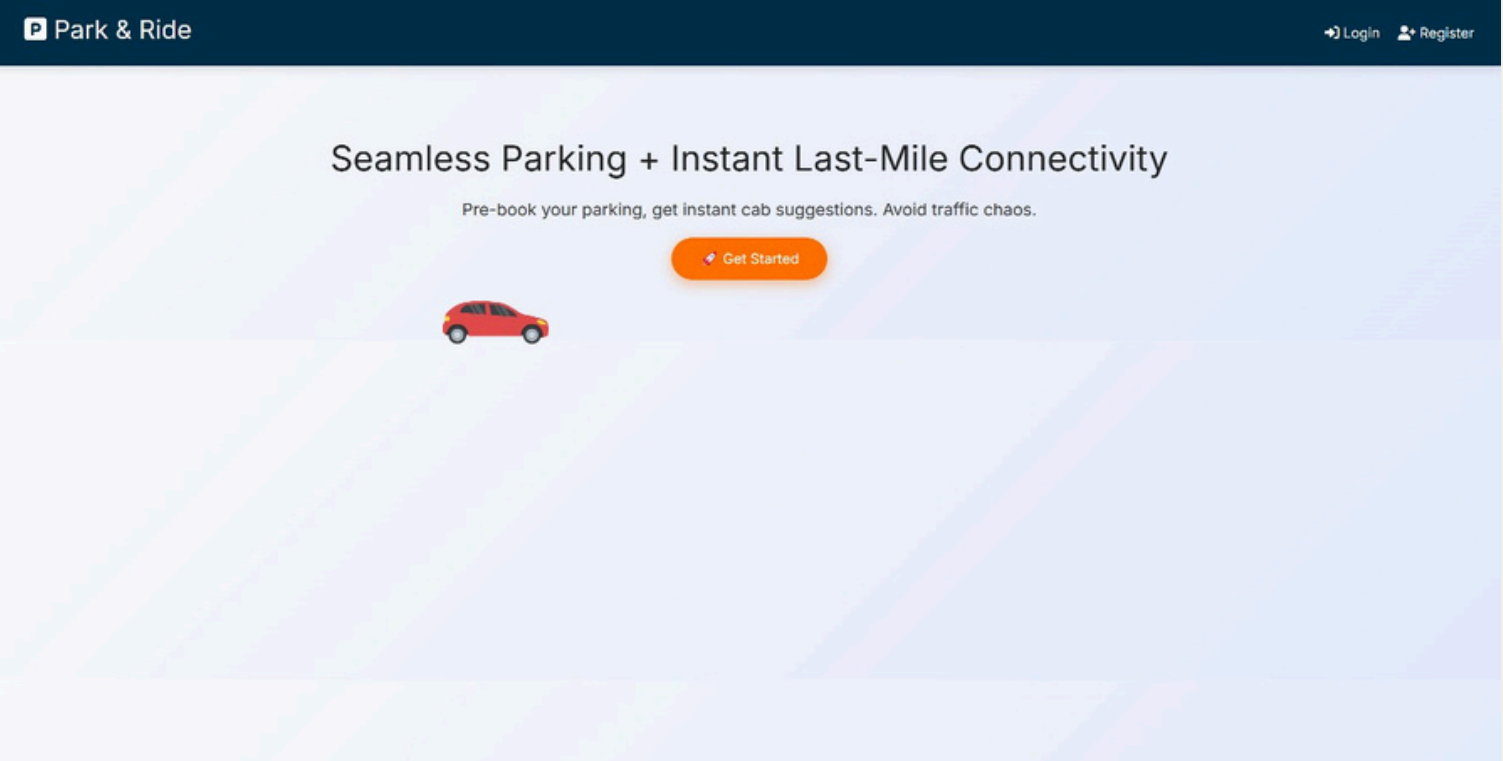 P Park & Ride
Login Register
Seamless Parking + Instant Last-Mile Connectivity
Pre-book your parking, get instant cab suggestions. Avoid traffic chaos.
🚀 Get Started